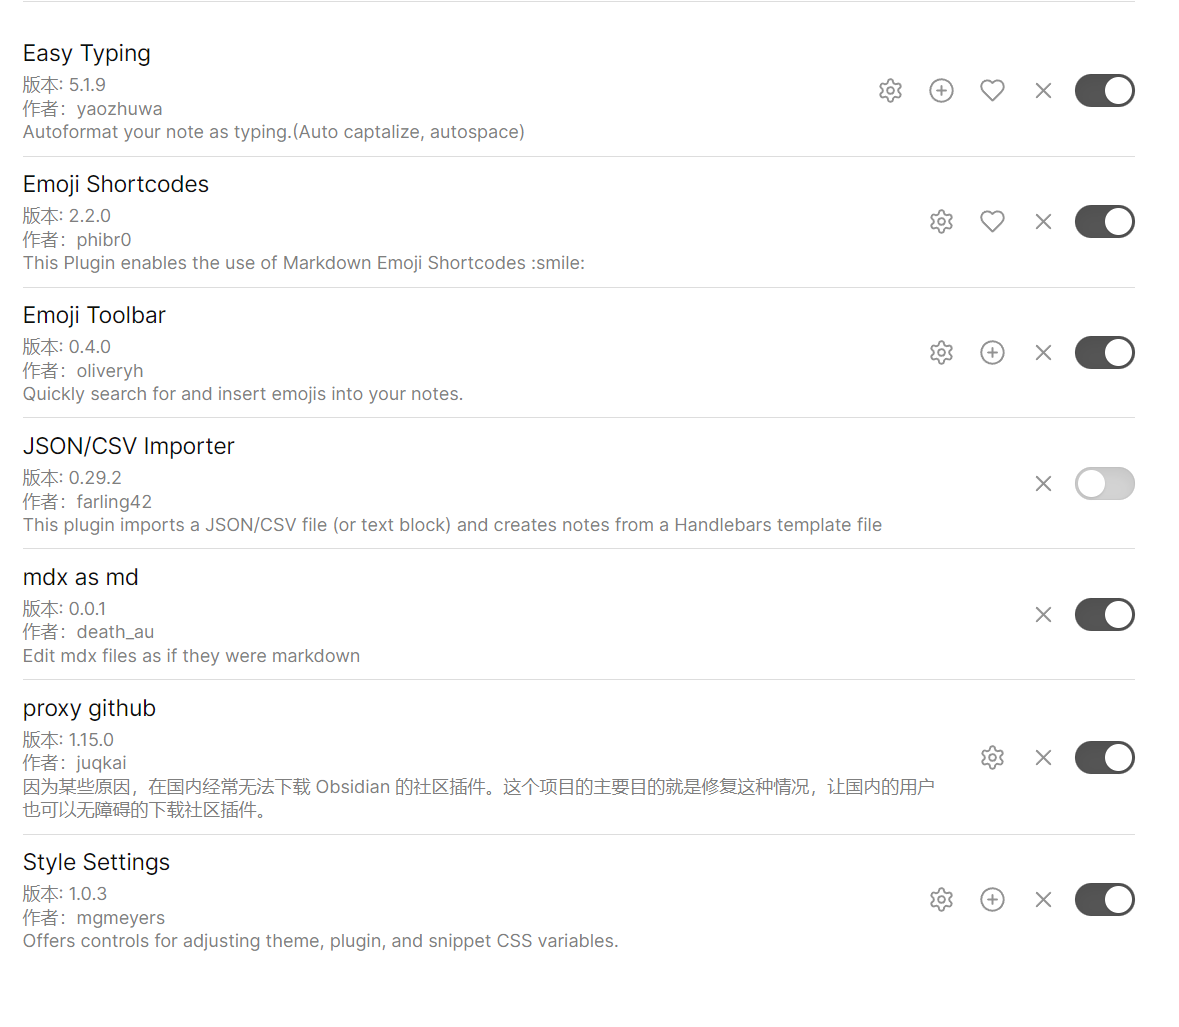 Easy Typing
版本: 5.1.9
作者：yaozhuwa
Autoformat your note as typing.(Auto captalize, autospace)
Emoji Shortcodes
版本: 2.2.0
作者：phibr0
This Plugin enables the use of Markdown Emoji Shortcodes :smile:
Emoji Toolbar
版本: 0.4.0
作者：oliveryh
Quickly search for and insert emojis into your notes.
JSON/CSV Importer
版本: 0.29.2
作者：farling42
This plugin imports a JSON/CSV file (or text block) and creates notes from a Handlebars template file
mdx as md
版本: 0.0.1
作者：death_au
Edit mdx files as if they were markdown
proxy github
版本: 1.15.0
作者：juqkai
因为某些原因，在国内经常无法下载 Obsidian 的社区插件。这个项目的主要目的就是修复这种情况，让国内的用户
也可以无障碍的下载社区插件。
Style Settings
版本: 1.0.3
作者：mgmeyers
Offers controls for adjusting theme, plugin, and snippet CSS variables.